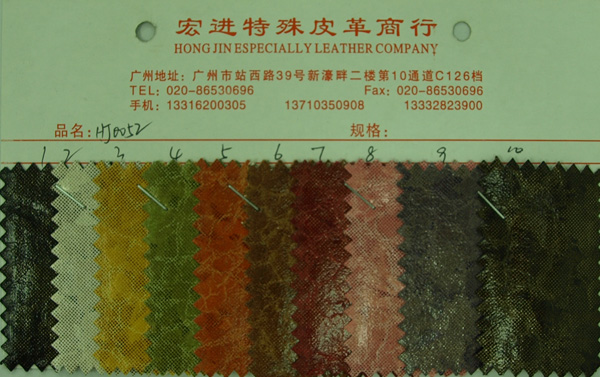 宏进特殊皮革商行
HONG JIN ESPECIALLY LEATHER COMPANY
广州地址：广州市站西路39号新濠畔二楼第10通道C126档
TEL: 020-86530696 Fax: 020-86530696
手机：13316200305 13710350908 13332823900
品名：HJ0052 规格：
1 2 3 4 5 6 7 8 9 10